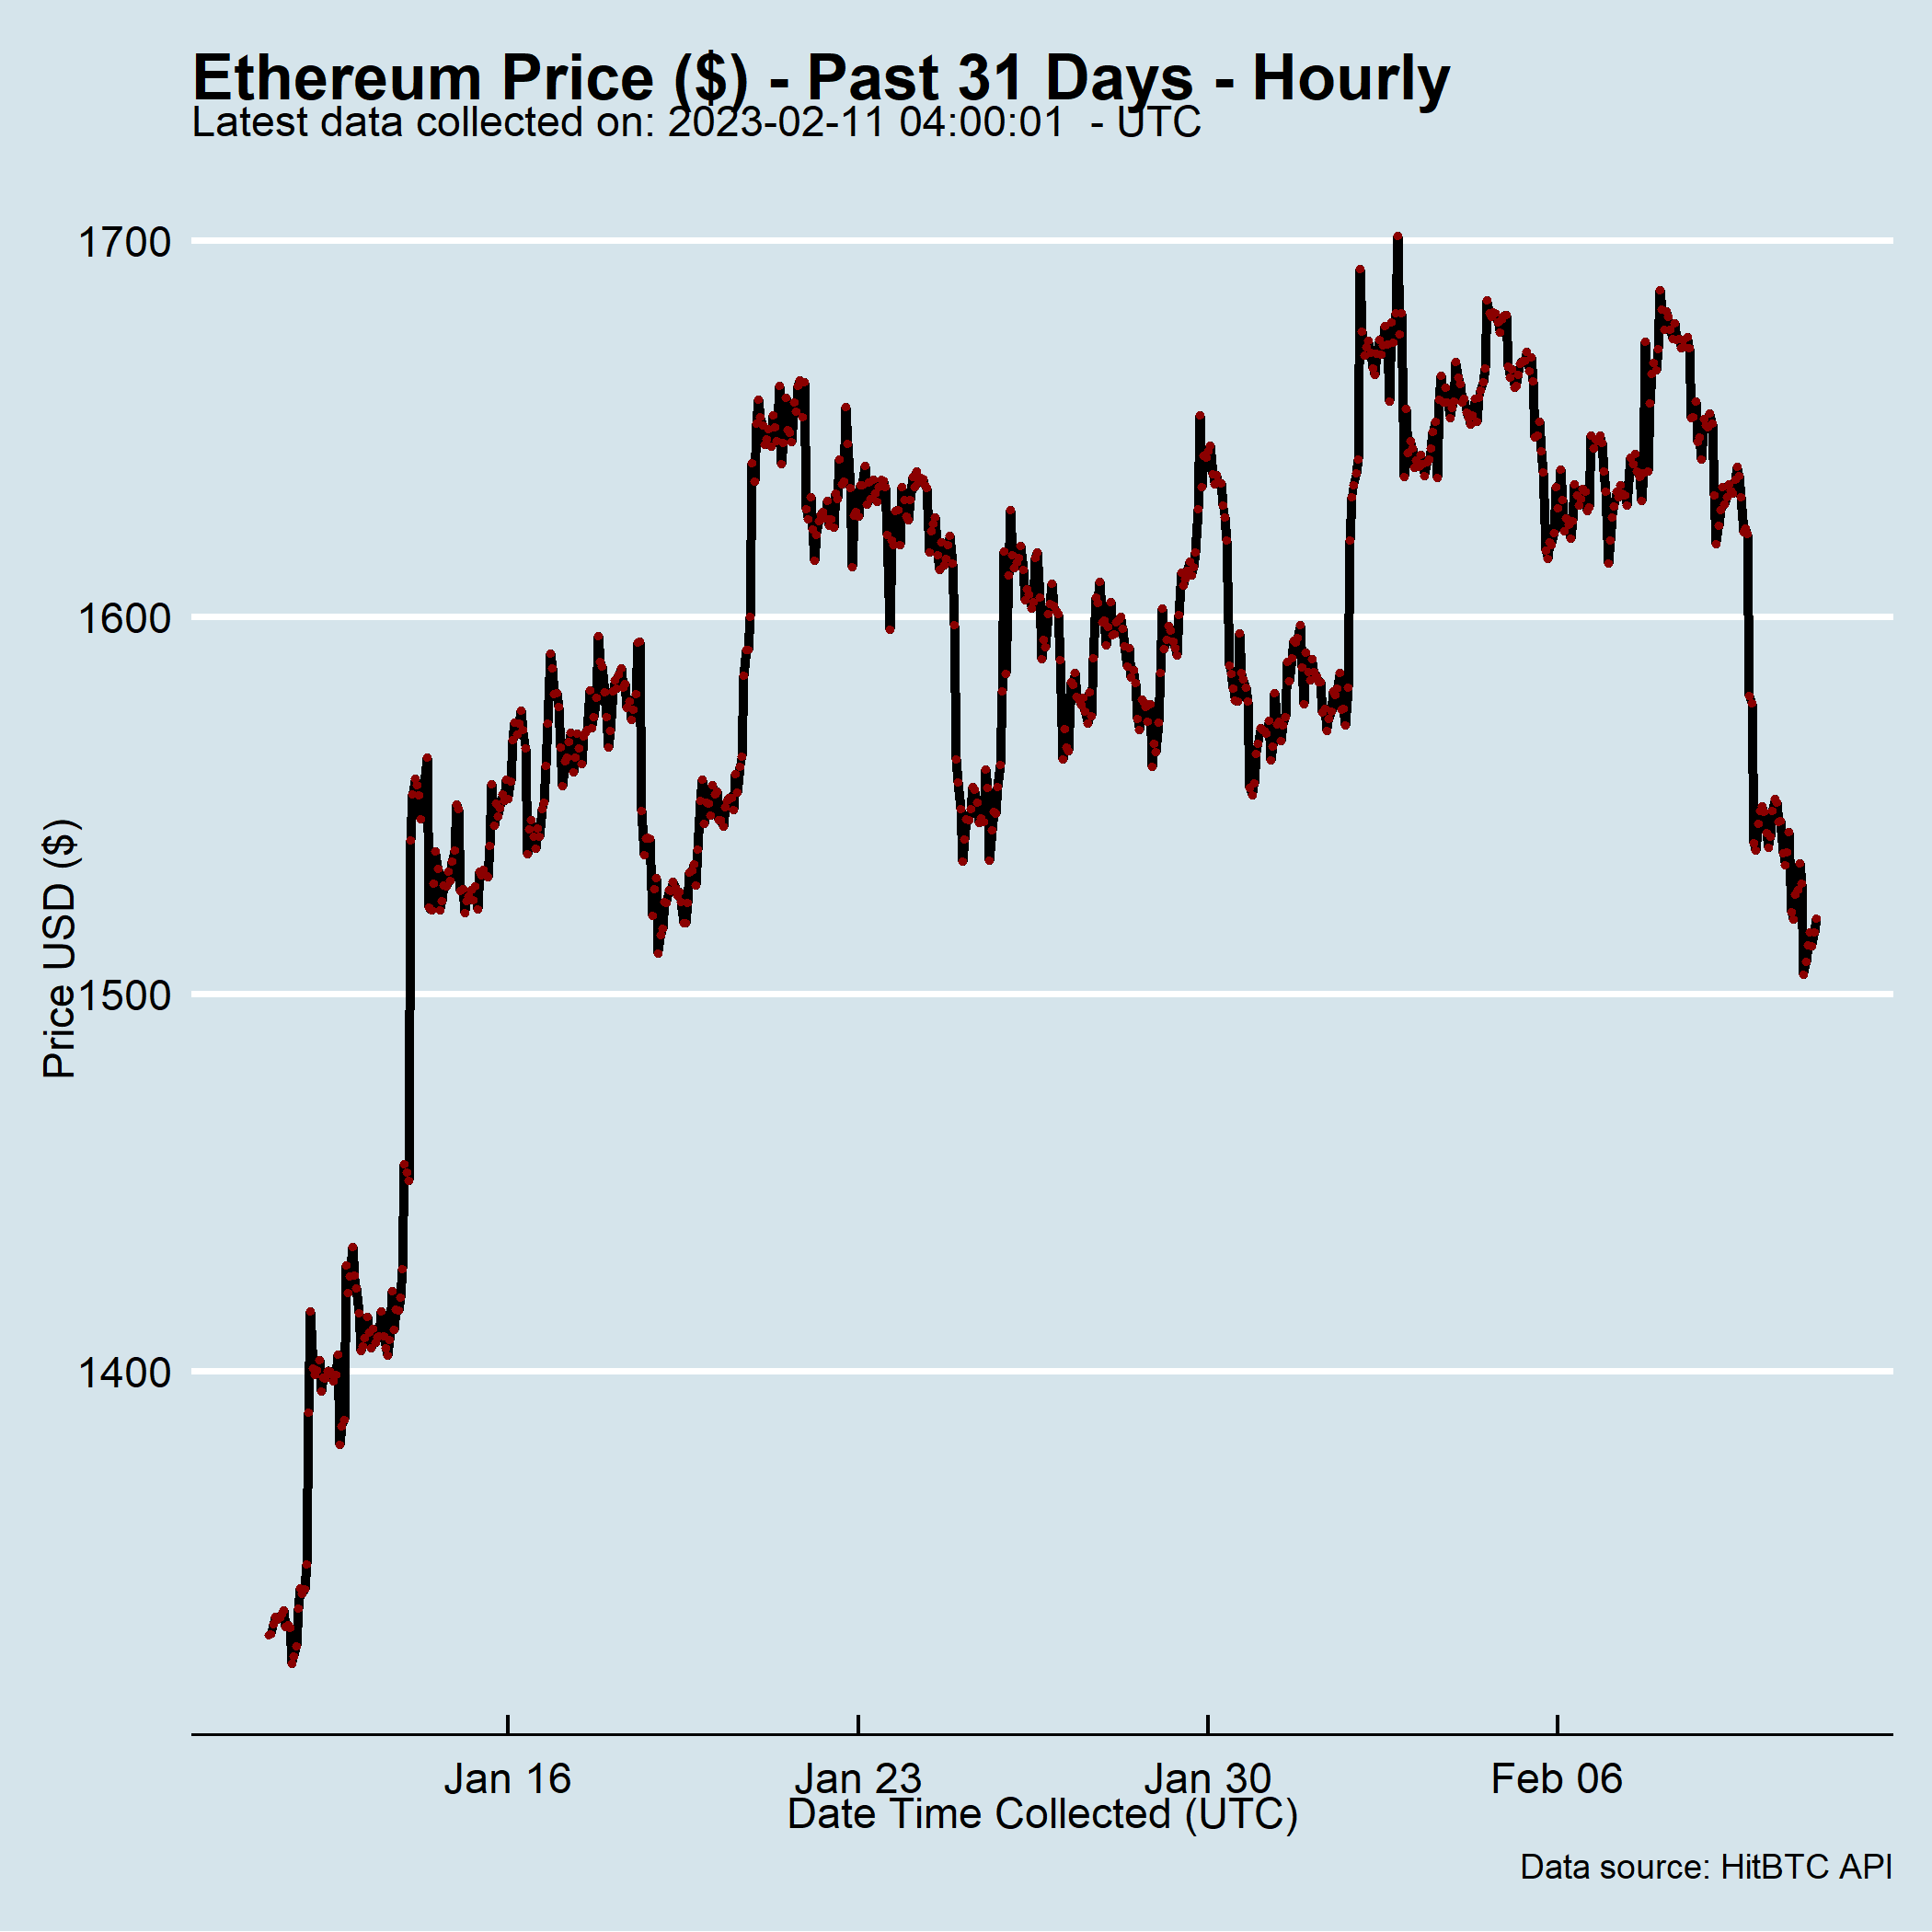 Ethereum Price ($) - Past 31 Days - Hourly
Latest data collected on: 2023-02-11 04:00:01  - UTC
1700
1600
1500
1400
Price USD ($)
Jan 16
Jan 23
Jan 30
Feb 06
Date Time Collected (UTC)
Data source: HitBTC API